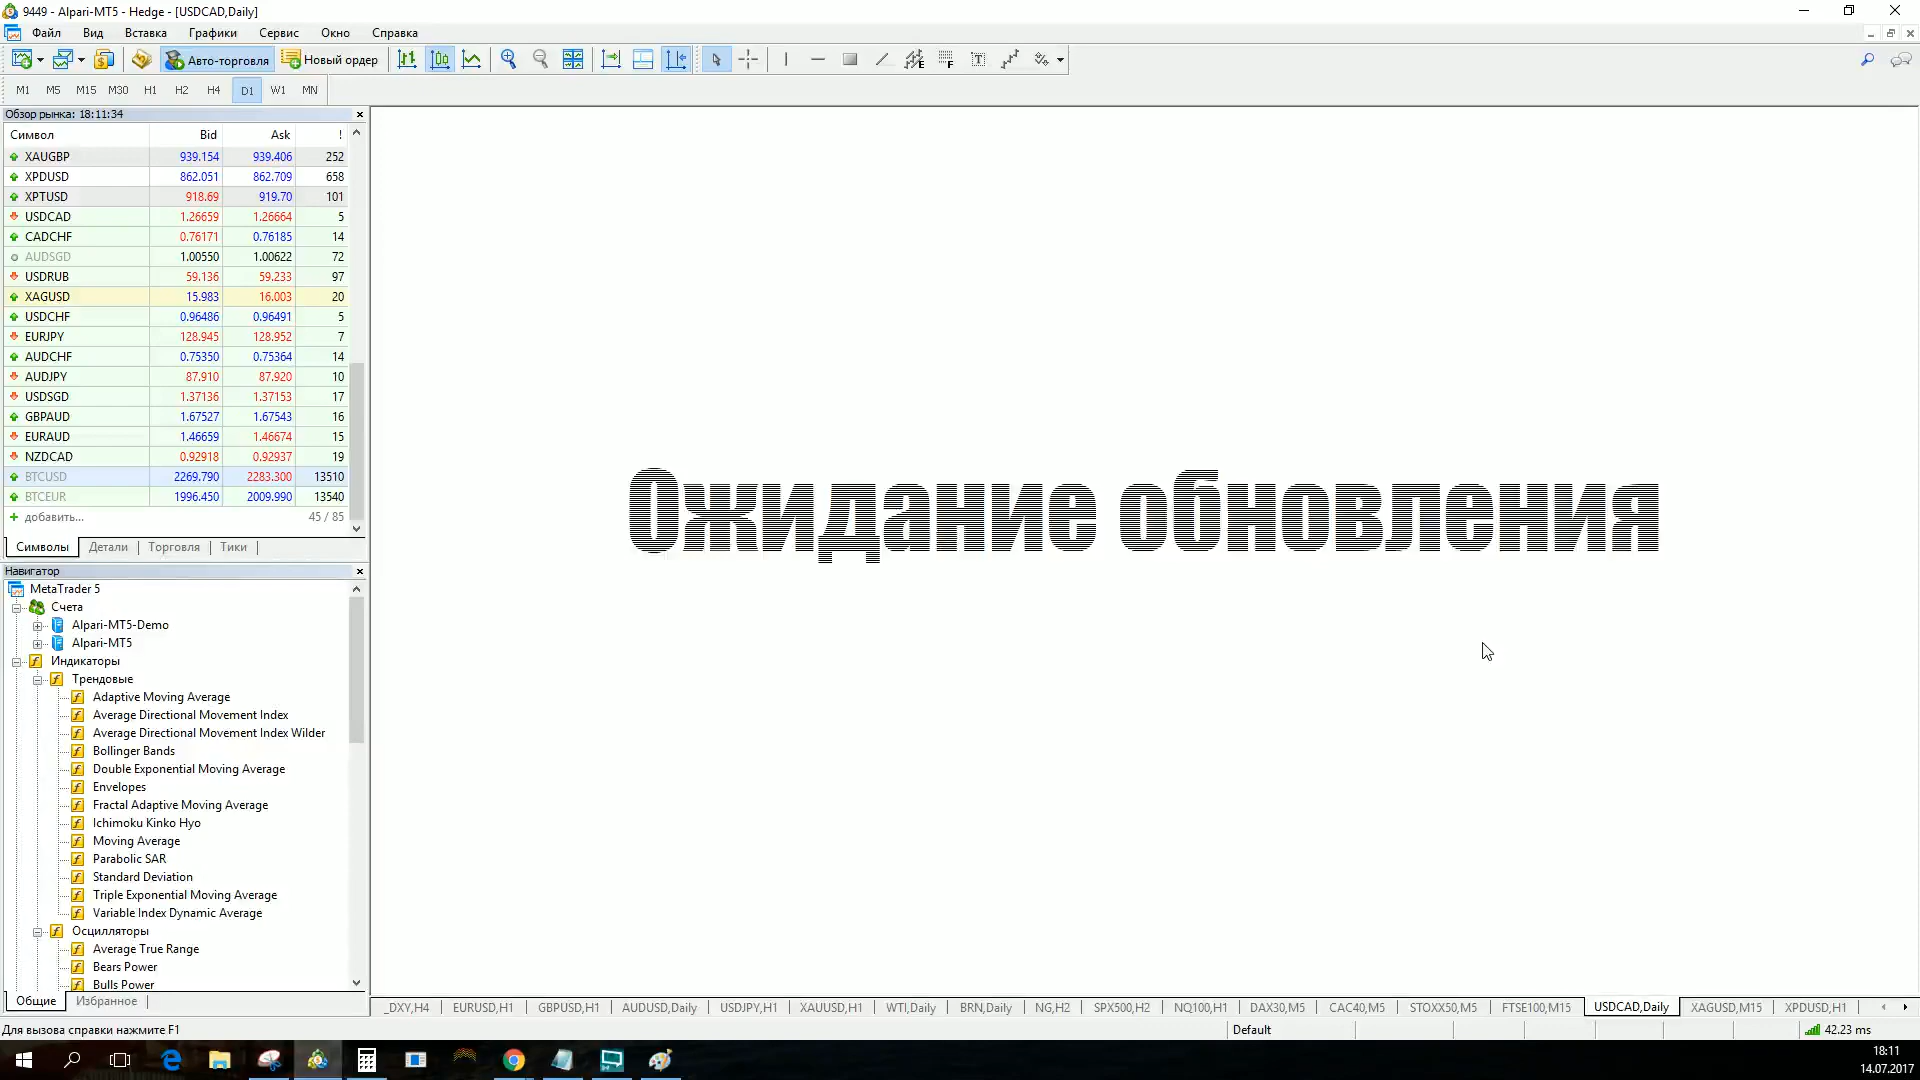 9449 - Alpari-MT5 - Hedge - [USDCAD,Daily]
Файл Вид Вставка Графики Сервис Окно Справка
Авто-торговля Новый ордер
M1 M5 M15 M30 H1 H2 H4 D1 W1 MN
Обзор рынка: 18:11:34
Символ Bid Ask !
XAUGBP 939.154 939.406 252
XPDUSD 862.051 862.709 658
XPTUSD 918.69 919.70 101
USDCAD 1.26659 1.26664 5
CADCHF 0.76171 0.76185 14
AUDSGD 1.00550 1.00622 72
USDRUB 59.136 59.233 97
XAGUSD 15.983 16.003 20
USDCHF 0.96486 0.96491 5
EURJPY 128.945 128.952 7
AUDCHF 0.75350 0.75364 14
AUDJPY 87.910 87.920 10
USDSGD 1.37136 1.37153 17
GBPAUD 1.67527 1.67543 16
EURAUD 1.46659 1.46674 15
NZDCAD 0.92918 0.92937 19
BTCUSD 2269.790 2283.300 13510
BTCEUR 1996.450 2009.990 13540
+ добавить... 45 / 85
Символы Детали Торговля Тики
Навигатор
MetaTrader 5
Счета
Alpari-MT5-Demo
Alpari-MT5
Индикаторы
Трендовые
Adaptive Moving Average
Average Directional Movement Index
Average Directional Movement Index Wilder
Bollinger Bands
Double Exponential Moving Average
Envelopes
Fractal Adaptive Moving Average
Ichimoku Kinko Hyo
Moving Average
Parabolic SAR
Standard Deviation
Triple Exponential Moving Average
Variable Index Dynamic Average
Осцилляторы
Average True Range
Bears Power
Bulls Power
Общие Избранное
Ожидание обновления
_DXY,H4 EURUSD,H1 GBPUSD,H1 AUDUSD,Daily USDJPY,H1 XAUUSD,H1 WTI,Daily BRN,Daily NG,H2 SPX500,H2 NQ100,H1 DAX30,M5 CAC40,M5 STOXX50,M5 FTSE100,M15 USDCAD,Daily XAGUSD,M15 XPDUSD,H1
Для вызова справки нажмите F1 Default 42.23 ms
18:11
14.07.2017